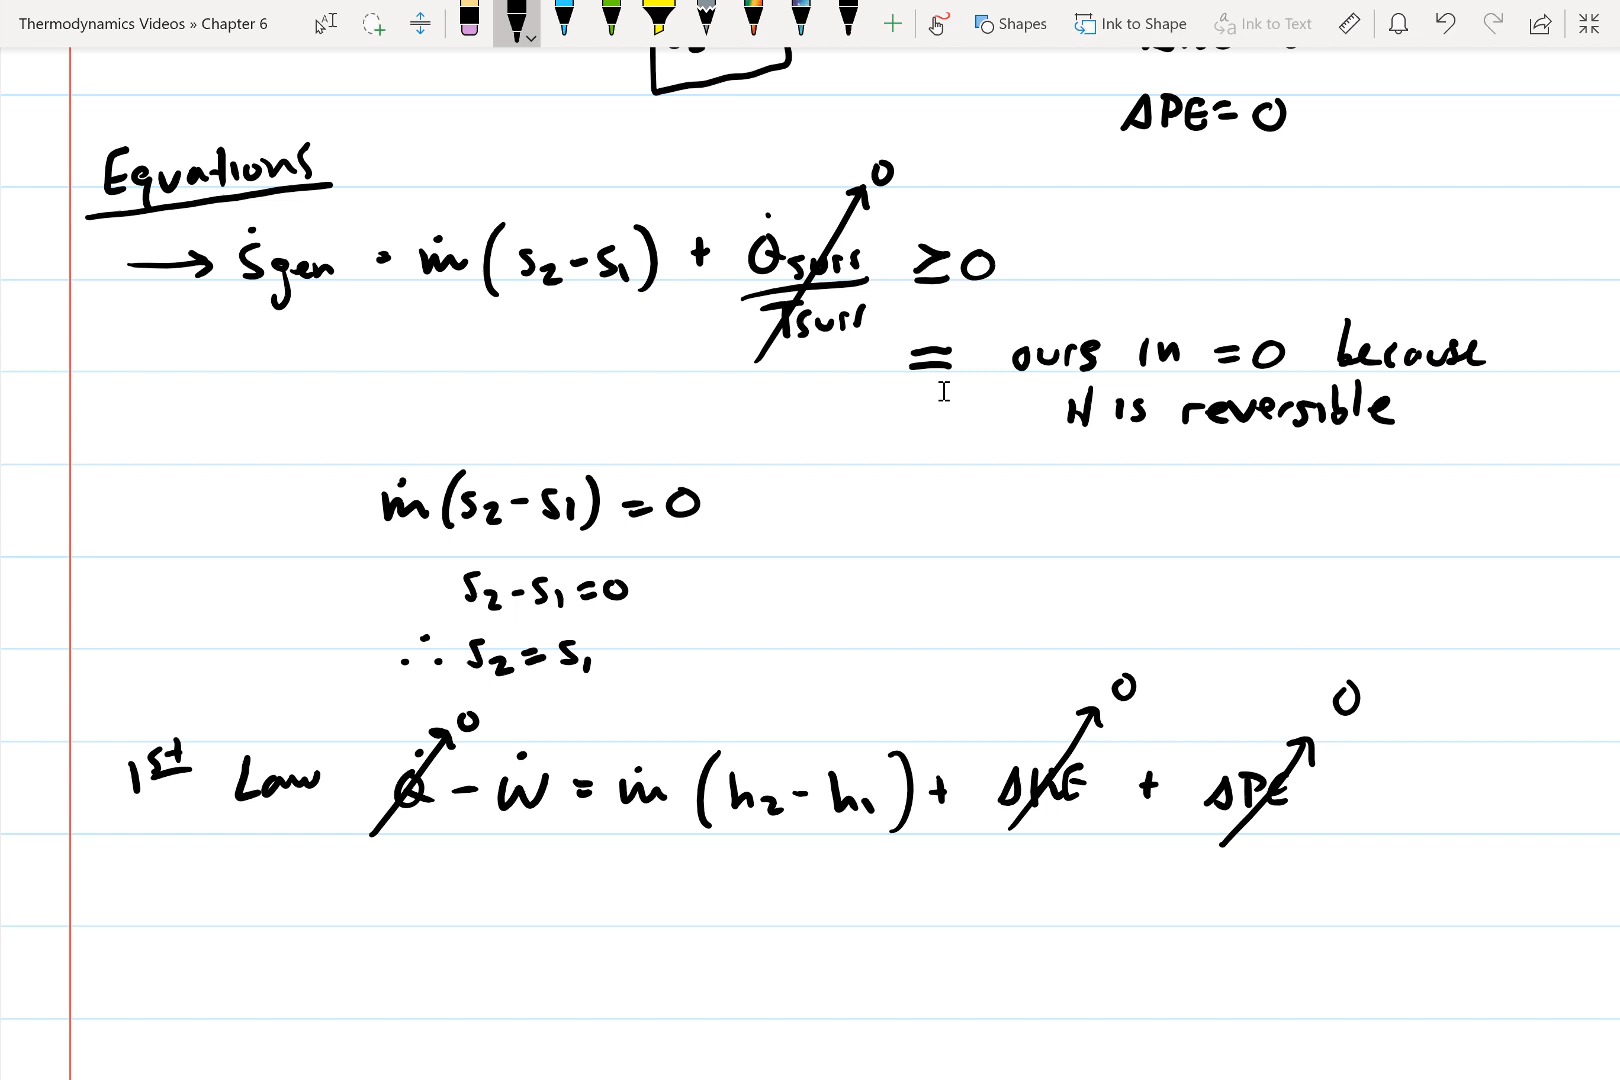 Thermodynamics Videos » Chapter 6
Shapes
Ink to Shape
Ink to Text
ΔPE = 0
Equations
→ Ṡgen = ṁ(s₂-s₁) + Q̇surr/Tsurr ≥ 0
0
= ours in = 0 because
it is reversible
ṁ(s₂-s₁) = 0
s₂-s₁ = 0
∴ s₂ = s₁
0 0 0
1st Law Q̇ - Ẇ = ṁ(h₂-h₁) + ΔKE + ΔPE